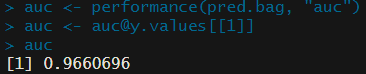 > auc <- performance(pred.bag, "auc")
> auc <- auc@y.values[[1]]
> auc
[1] 0.9660696